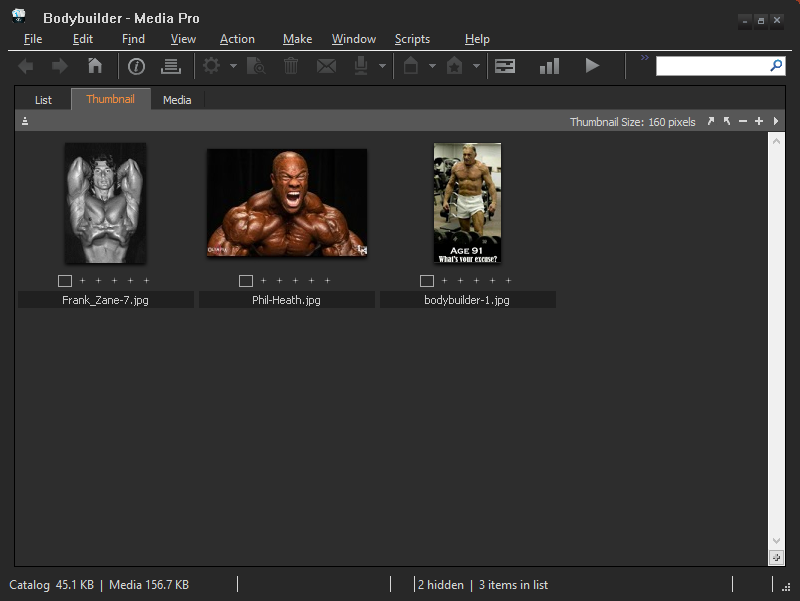 Bodybuilder - Media Pro
File Edit Find View Action Make Window Scripts Help
List Thumbnail Media
Thumbnail Size: 160 pixels
OLYMPIA
AGE 91
What's your excuse?
Frank_Zane-7.jpg Phil-Heath.jpg bodybuilder-1.jpg
Catalog 45.1 KB | Media 156.7 KB 2 hidden | 3 items in list